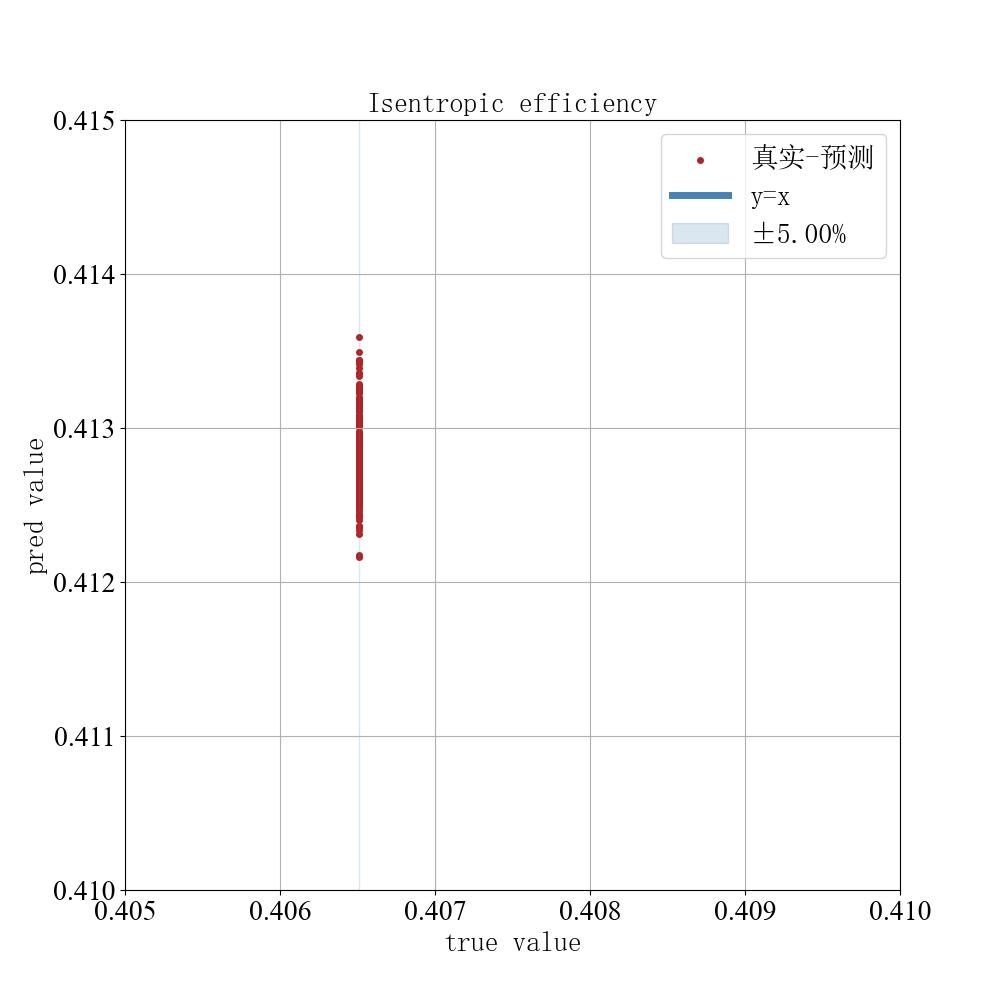 Isentropic efficiency
真实-预测
y=x
±5.00%
0.415
0.414
0.413
0.412
0.411
0.410
pred value
0.405
0.406
0.407
0.408
0.409
0.410
true value